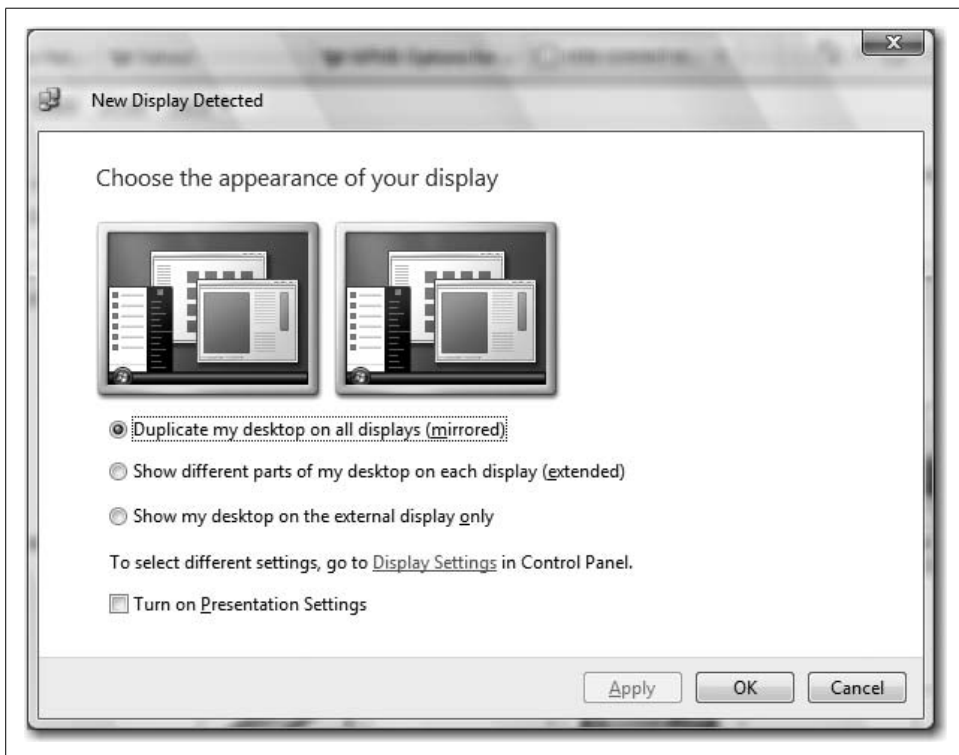 New Display Detected
Choose the appearance of your display
Duplicate my desktop on all displays (mirrored)
Show different parts of my desktop on each display (extended)
Show my desktop on the external display only
To select different settings, go to Display Settings in Control Panel.
Turn on Presentation Settings
Apply OK Cancel